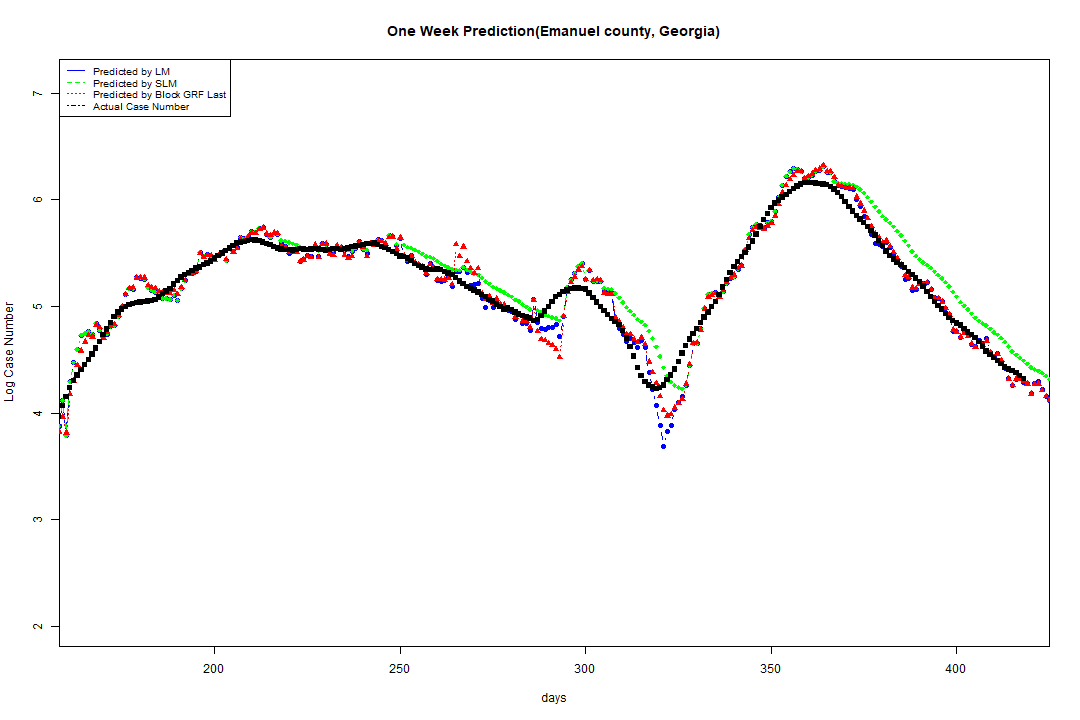 One Week Prediction(Emanuel county, Georgia)
Predicted by LM
Predicted by SLM
Predicted by Block GRF Last
Actual Case Number
7
6
5
4
3
2
Log Case Number
200 250 300 350 400
days